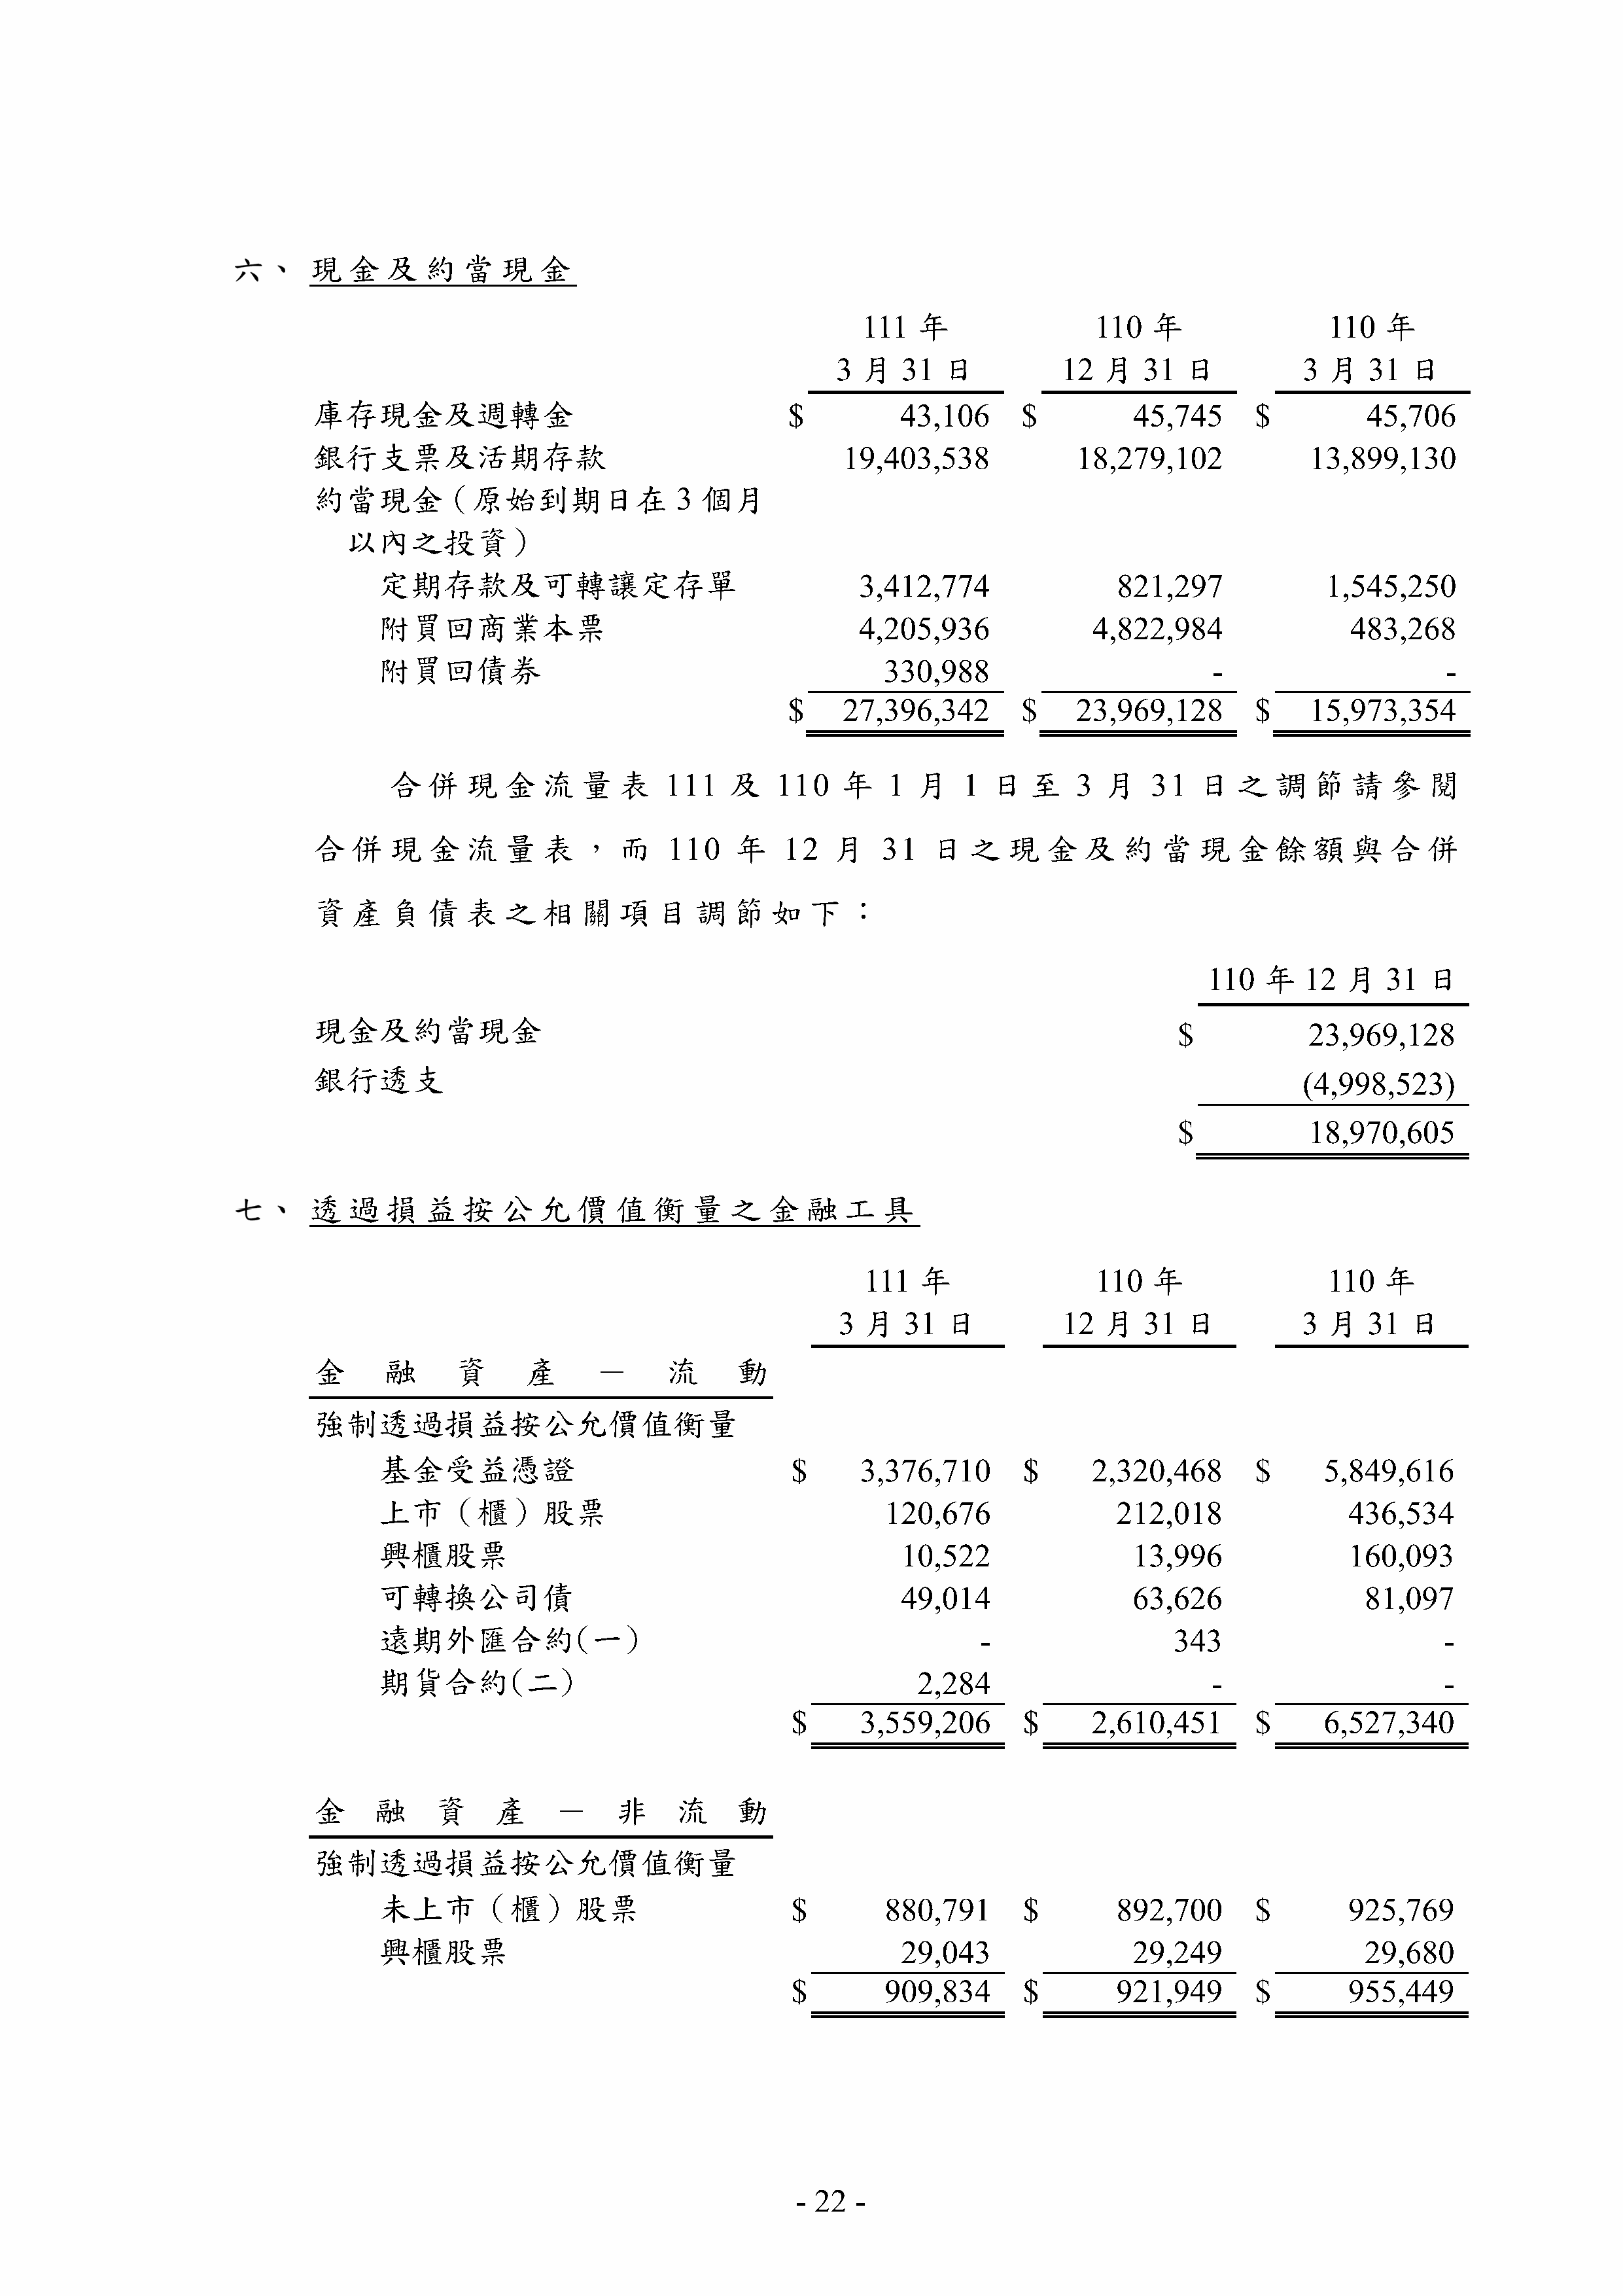 六、現金及約當現金
111 年 110 年 110 年
3 月 31 日 12 月 31 日 3 月 31 日
庫存現金及週轉金 $ 43,106 $ 45,745 $ 45,706
銀行支票及活期存款 19,403,538 18,279,102 13,899,130
約當現金（原始到期日在 3 個月
以內之投資）
定期存款及可轉讓定存單 3,412,774 821,297 1,545,250
附買回商業本票 4,205,936 4,822,984 483,268
附買回債券 330,988 - -
$ 27,396,342 $ 23,969,128 $ 15,973,354
合併現金流量表 111 及 110 年 1 月 1 日至 3 月 31 日之調節請參閱
合併現金流量表，而 110 年 12 月 31 日之現金及約當現金餘額與合併
資產負債表之相關項目調節如下：
110 年 12 月 31 日
現金及約當現金 $ 23,969,128
銀行透支 (4,998,523)
$ 18,970,605
七、透過損益按公允價值衡量之金融工具
111 年 110 年 110 年
3 月 31 日 12 月 31 日 3 月 31 日
金融資產－流動
強制透過損益按公允價值衡量
基金受益憑證 $ 3,376,710 $ 2,320,468 $ 5,849,616
上市（櫃）股票 120,676 212,018 436,534
興櫃股票 10,522 13,996 160,093
可轉換公司債 49,014 63,626 81,097
遠期外匯合約(一) - 343 -
期貨合約(二) 2,284 - -
$ 3,559,206 $ 2,610,451 $ 6,527,340
金融資產－非流動
強制透過損益按公允價值衡量
未上市（櫃）股票 $ 880,791 $ 892,700 $ 925,769
興櫃股票 29,043 29,249 29,680
$ 909,834 $ 921,949 $ 955,449
- 22 -